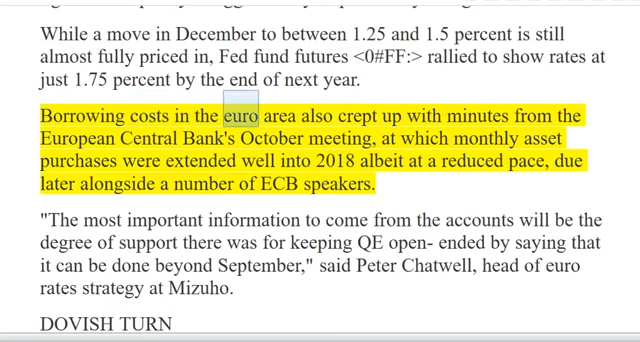 While a move in December to between 1.25 and 1.5 percent is still
almost fully priced in, Fed fund futures <0#FF:> rallied to show rates at
just 1.75 percent by the end of next year.
Borrowing costs in the euro area also crept up with minutes from the
European Central Bank's October meeting, at which monthly asset
purchases were extended well into 2018 albeit at a reduced pace, due
later alongside a number of ECB speakers.
"The most important information to come from the accounts will be the
degree of support there was for keeping QE open- ended by saying that
it can be done beyond September," said Peter Chatwell, head of euro
rates strategy at Mizuho.
DOVISH TURN